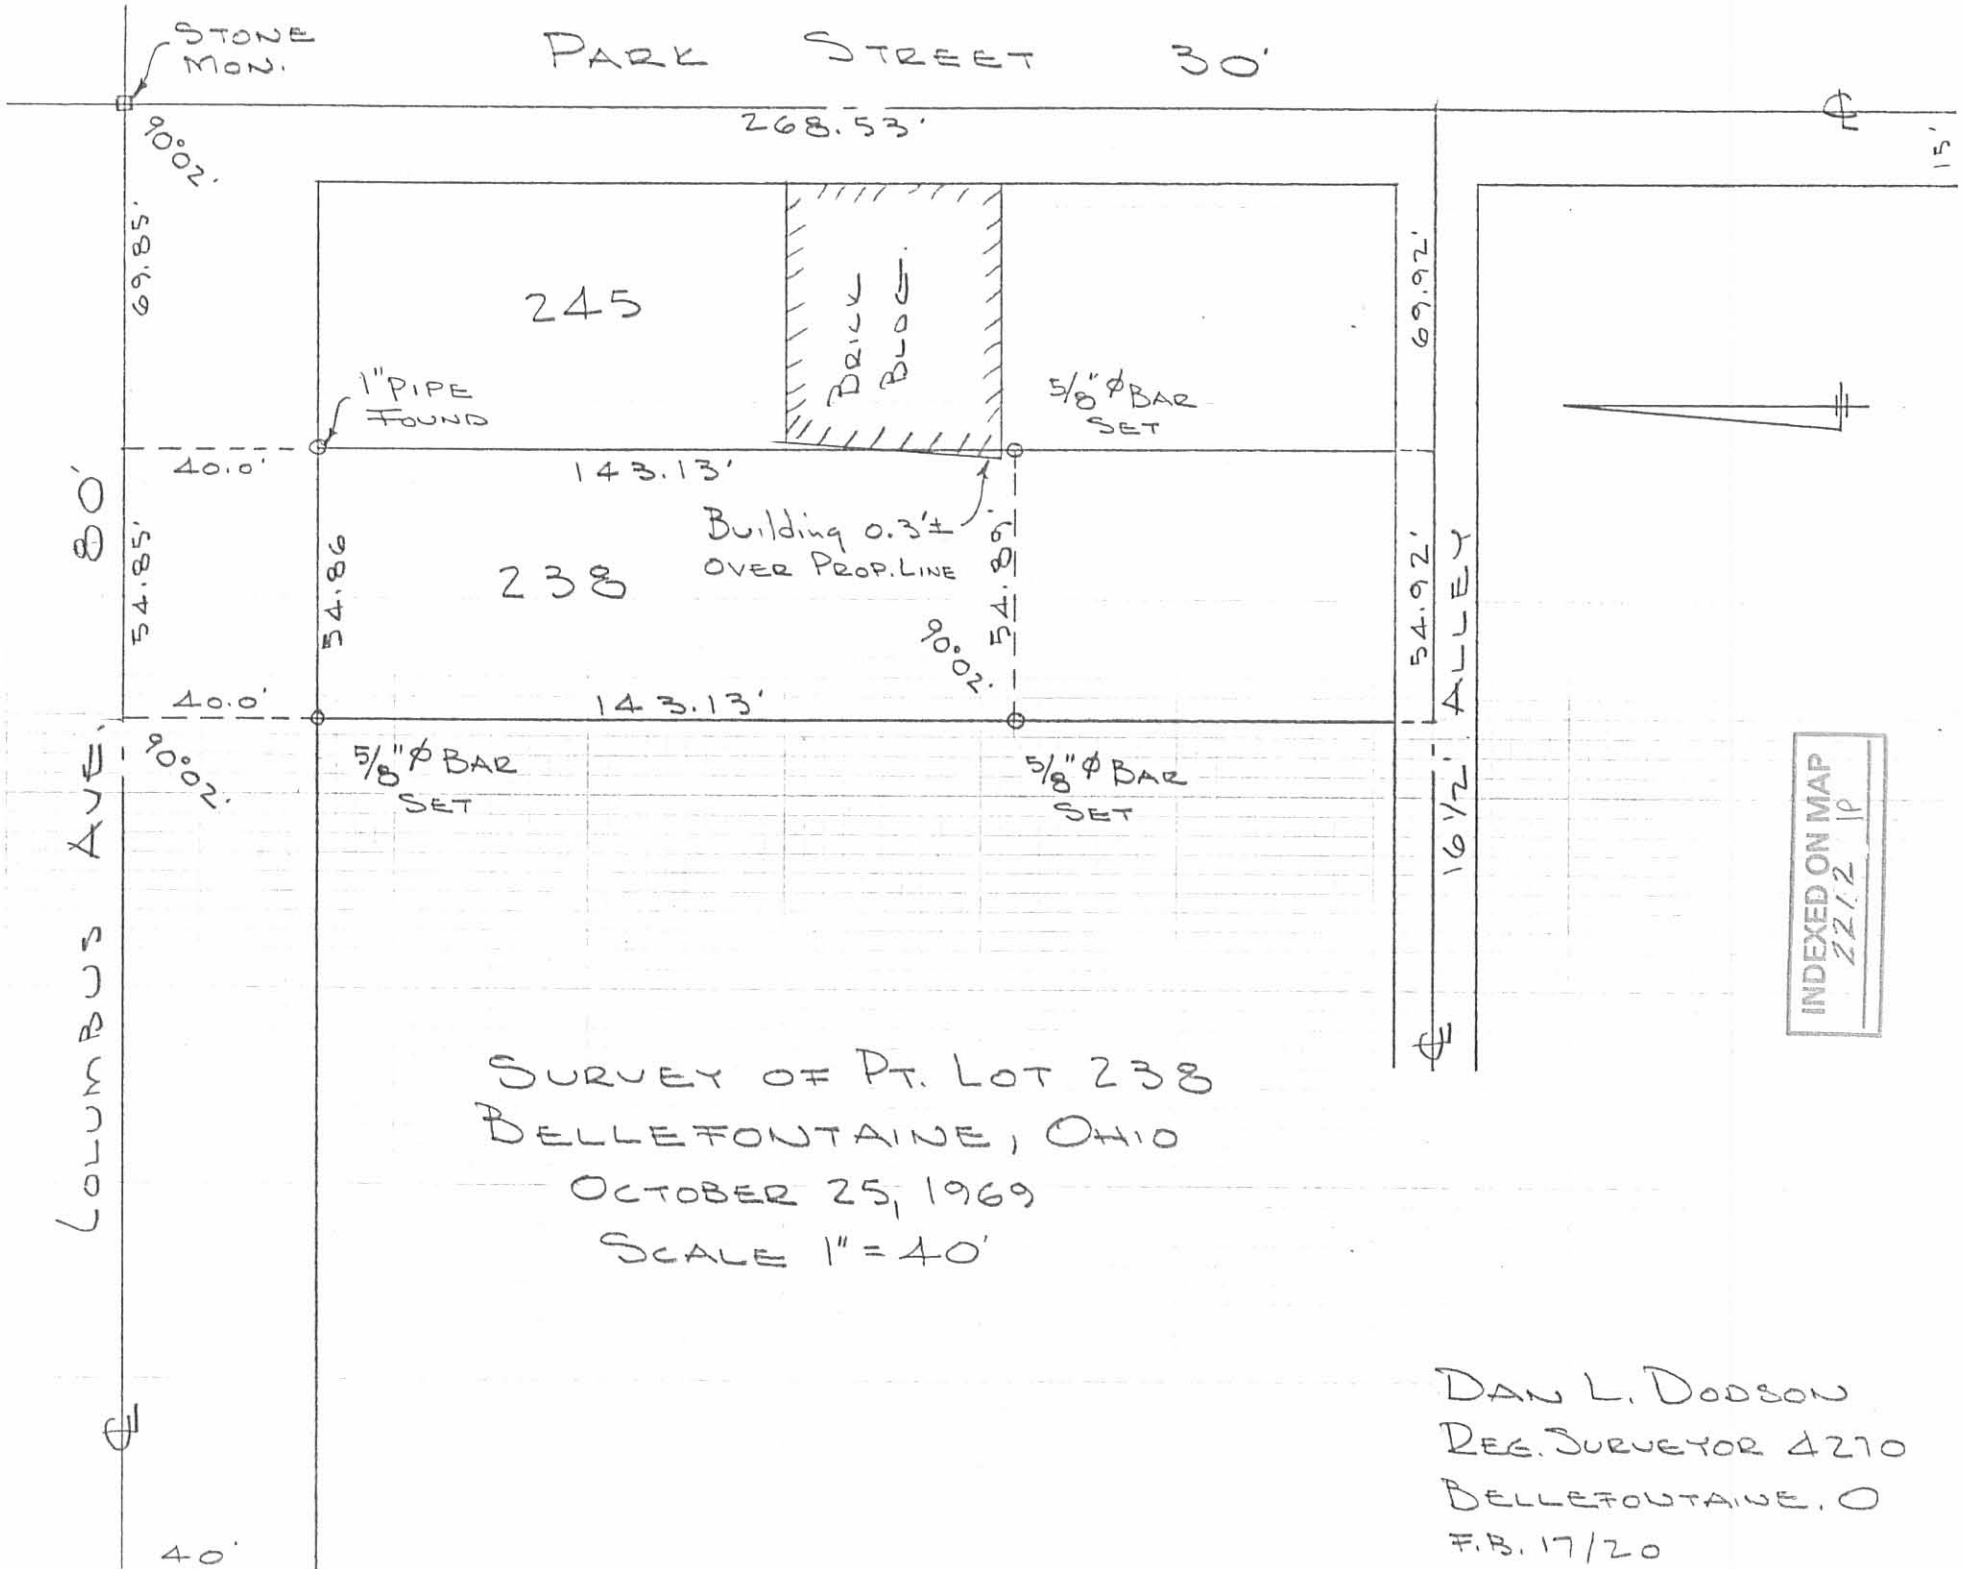 STONE
MON.
PARK STREET 30'
268.53'
℄
15'
90°02'
69.85'
245
BRICK
BLDG.
69.92'
1" PIPE
FOUND
5/8" Ø BAR
SET
40.0'
143.13'
80'
54.85'
54.86
238
Building 0.3'±
OVER PROP. LINE
54.89'
90°02'
54.92'
16 1/2' ALLEY
40.0'
143.13'
90°02'
5/8" Ø BAR
SET
5/8" Ø BAR
SET
COLUMBUS AVE.
INDEXED ON MAP
221.2 1P
℄
SURVEY OF PT. LOT 238
BELLEFONTAINE, OHIO
OCTOBER 25, 1969
SCALE 1" = 40'
℄
40'
DAN L. DODSON
REG. SURVEYOR 4270
BELLEFONTAINE, O
F.B. 17/20